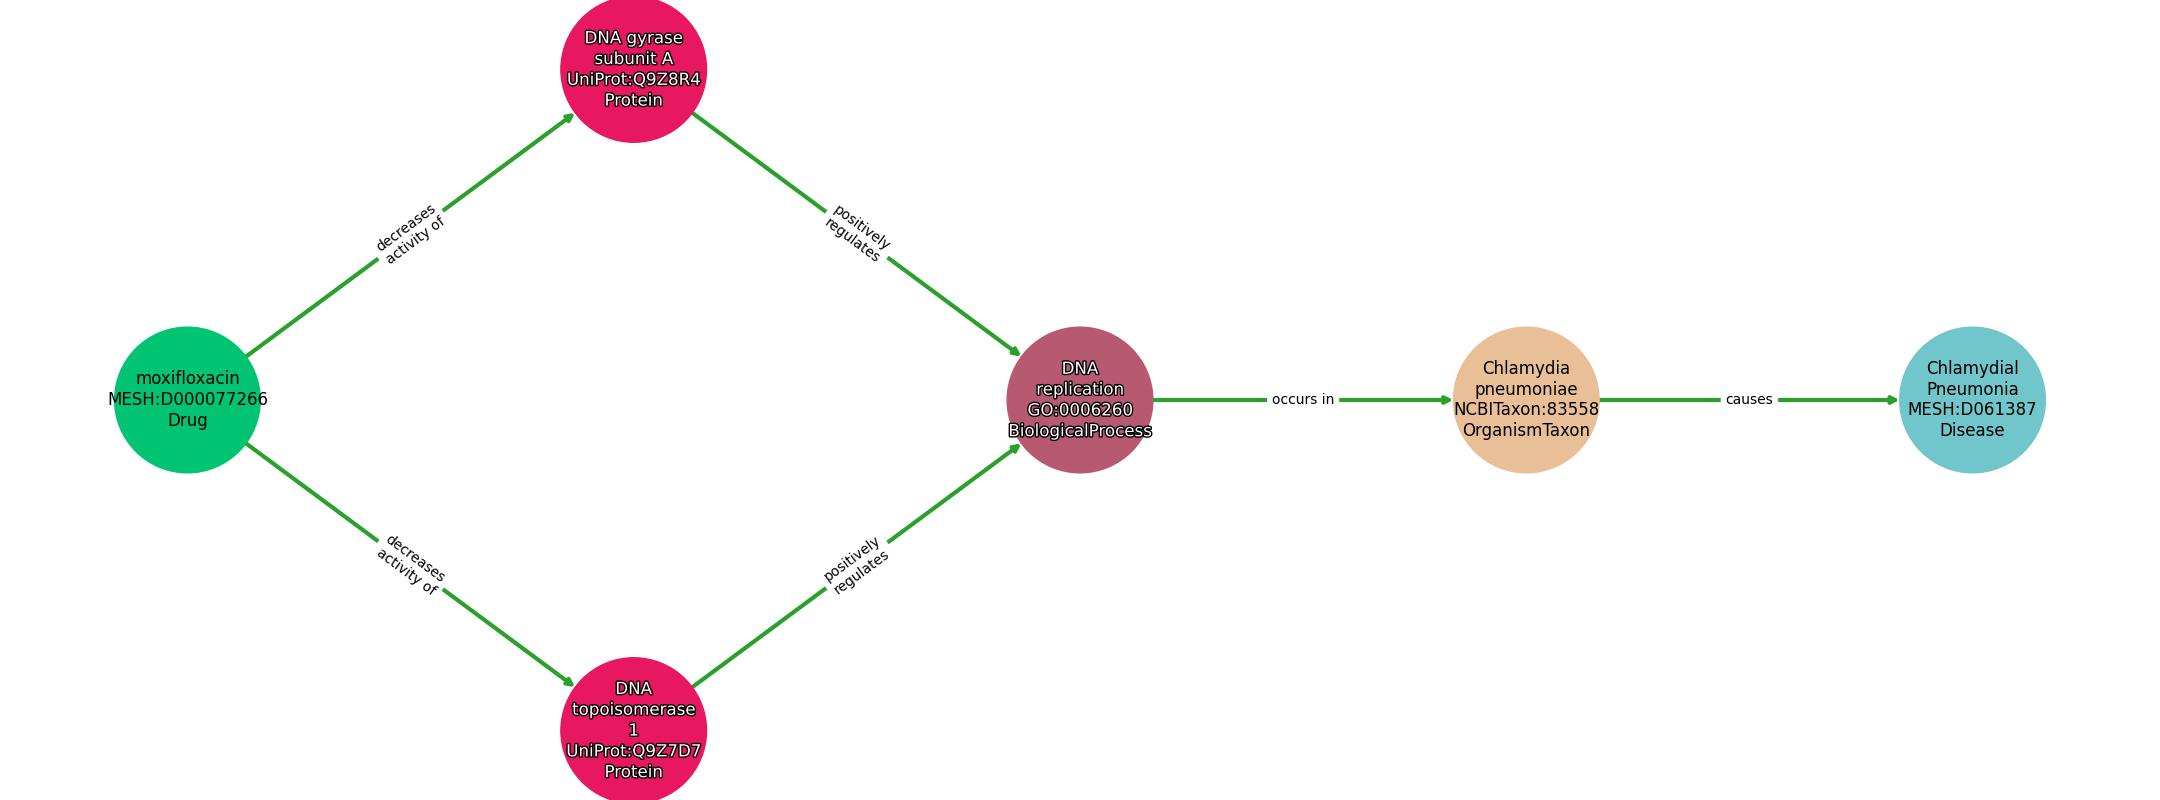 DNA gyrase
subunit A
UniProt:Q9Z8R4
Protein
decreases
activity of
positively
regulates
moxifloxacin
MESH:D000077266
Drug
DNA
replication
GO:0006260
BiologicalProcess
occurs in
Chlamydia
pneumoniae
NCBITaxon:83558
OrganismTaxon
causes
Chlamydial
Pneumonia
MESH:D061387
Disease
decreases
activity of
positively
regulates
DNA
topoisomerase
1
UniProt:Q9Z7D7
Protein